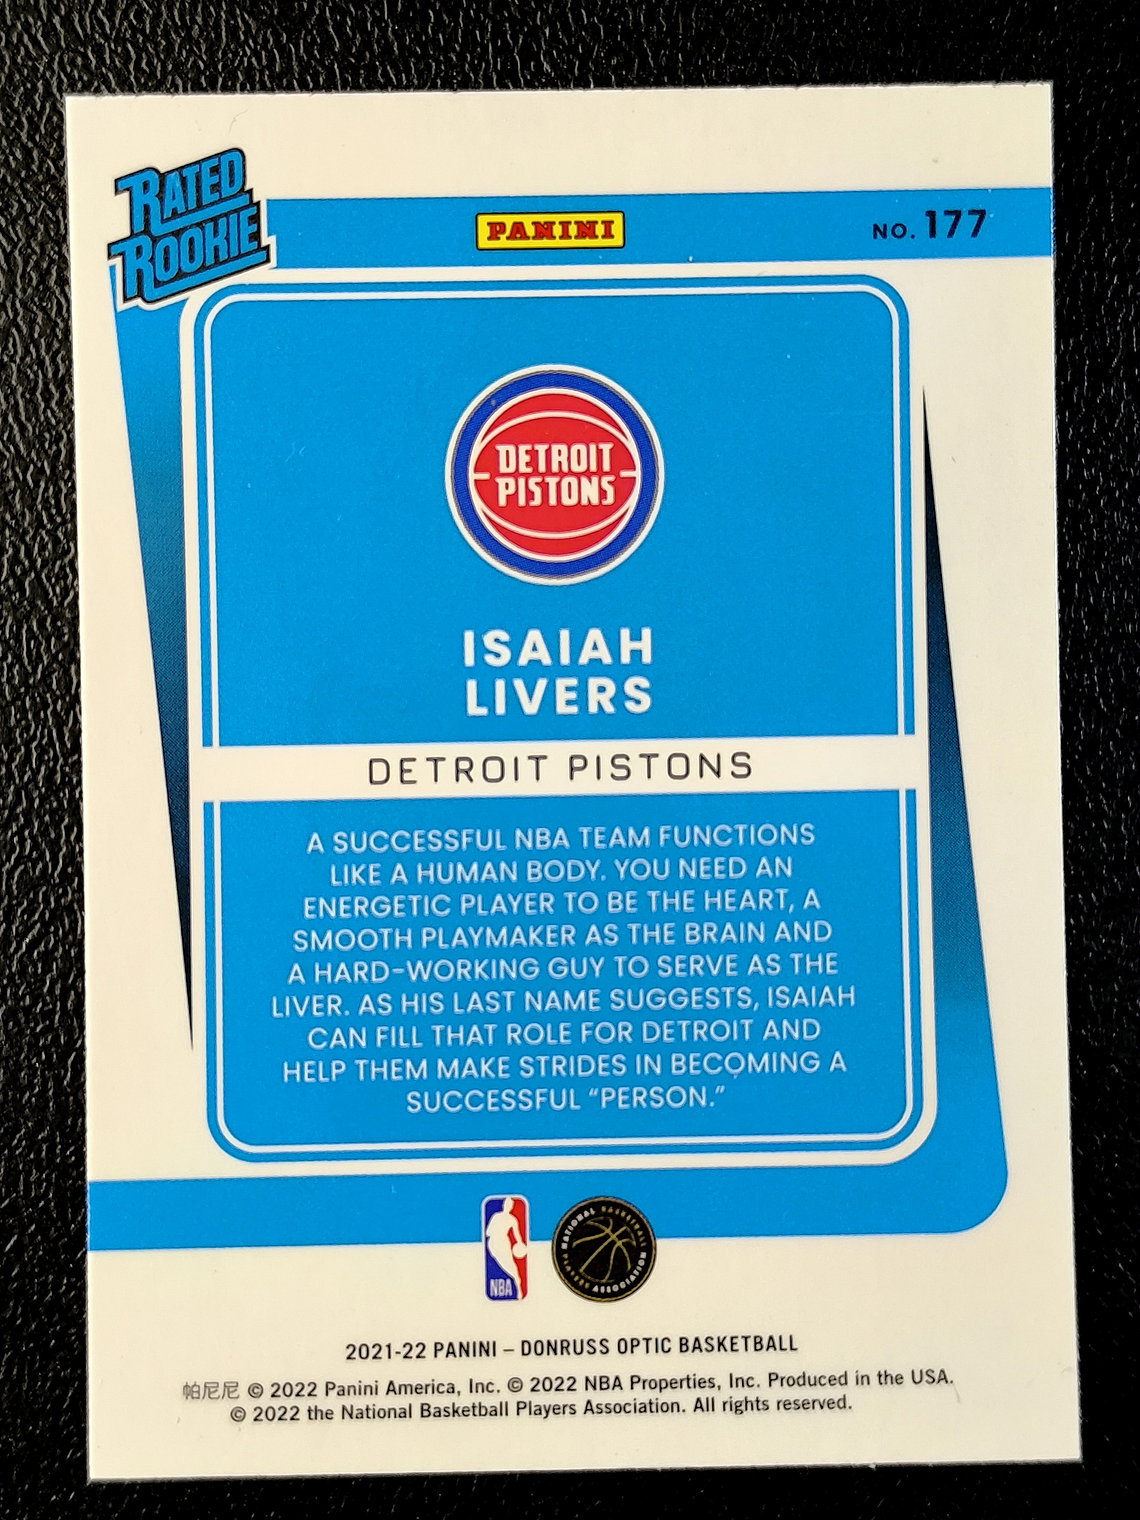 RATED
ROOKIE
PANINI
NO. 177
DETROIT
PISTONS
ISAIAH
LIVERS
DETROIT PISTONS
A SUCCESSFUL NBA TEAM FUNCTIONS
LIKE A HUMAN BODY. YOU NEED AN
ENERGETIC PLAYER TO BE THE HEART, A
SMOOTH PLAYMAKER AS THE BRAIN AND
A HARD-WORKING GUY TO SERVE AS THE
LIVER. AS HIS LAST NAME SUGGESTS, ISAIAH
CAN FILL THAT ROLE FOR DETROIT AND
HELP THEM MAKE STRIDES IN BECOMING A
SUCCESSFUL “PERSON.”
NBA
NATIONAL BASKETBALL
PLAYERS ASSOCIATION
2021-22 PANINI – DONRUSS OPTIC BASKETBALL
帕尼尼 © 2022 Panini America, Inc. © 2022 NBA Properties, Inc. Produced in the USA.
© 2022 the National Basketball Players Association. All rights reserved.